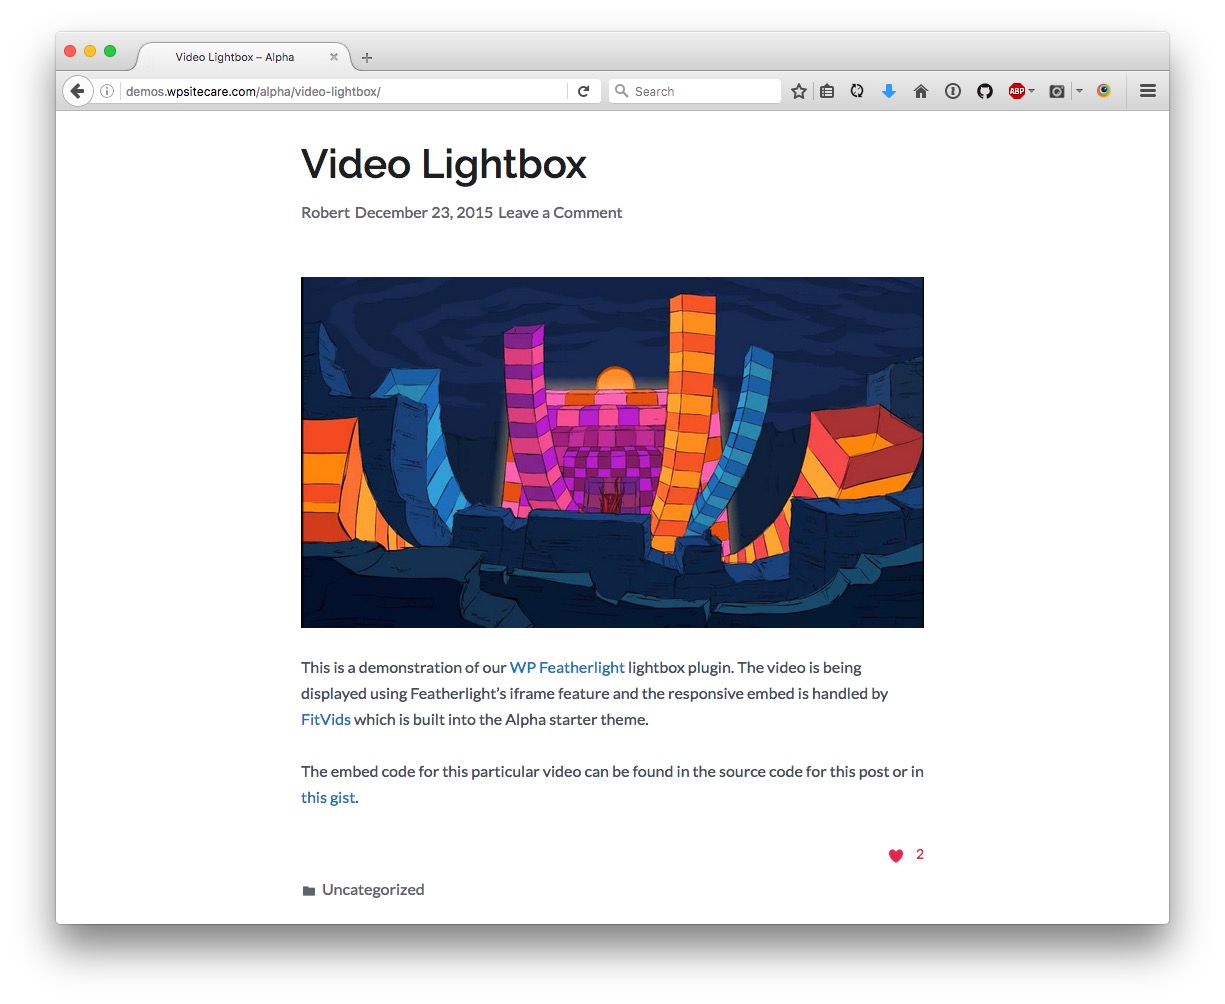 Video Lightbox – Alpha
demos.wpsitecare.com/alpha/video-lightbox/
Search
ABP
Video Lightbox
Robert December 23, 2015 Leave a Comment
This is a demonstration of our WP Featherlight lightbox plugin. The video is being
displayed using Featherlight’s iframe feature and the responsive embed is handled by
FitVids which is built into the Alpha starter theme.
The embed code for this particular video can be found in the source code for this post or in
this gist.
2
Uncategorized